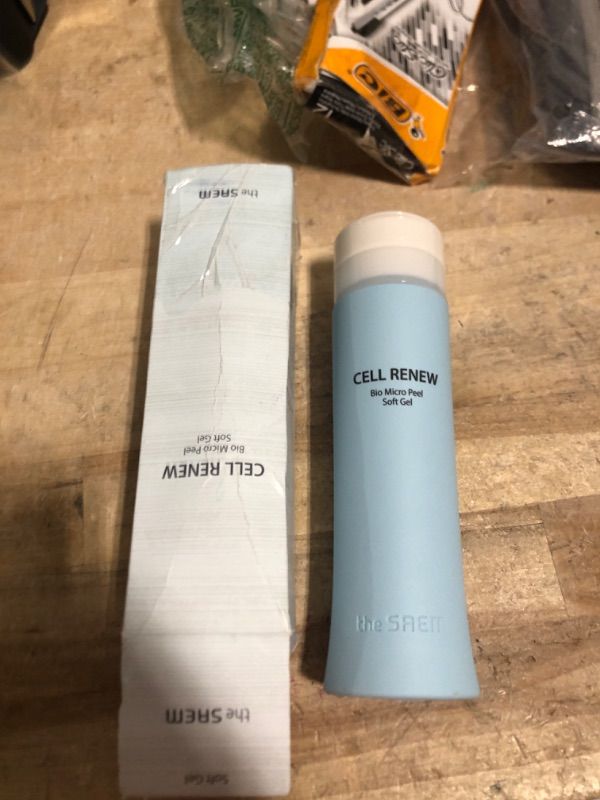 BIC
the SAEM
CELL RENEW
Bio Micro Peel
Soft Gel
the SAEM
Soft Gel
CELL RENEW
Bio Micro Peel
Soft Gel
the SAEM